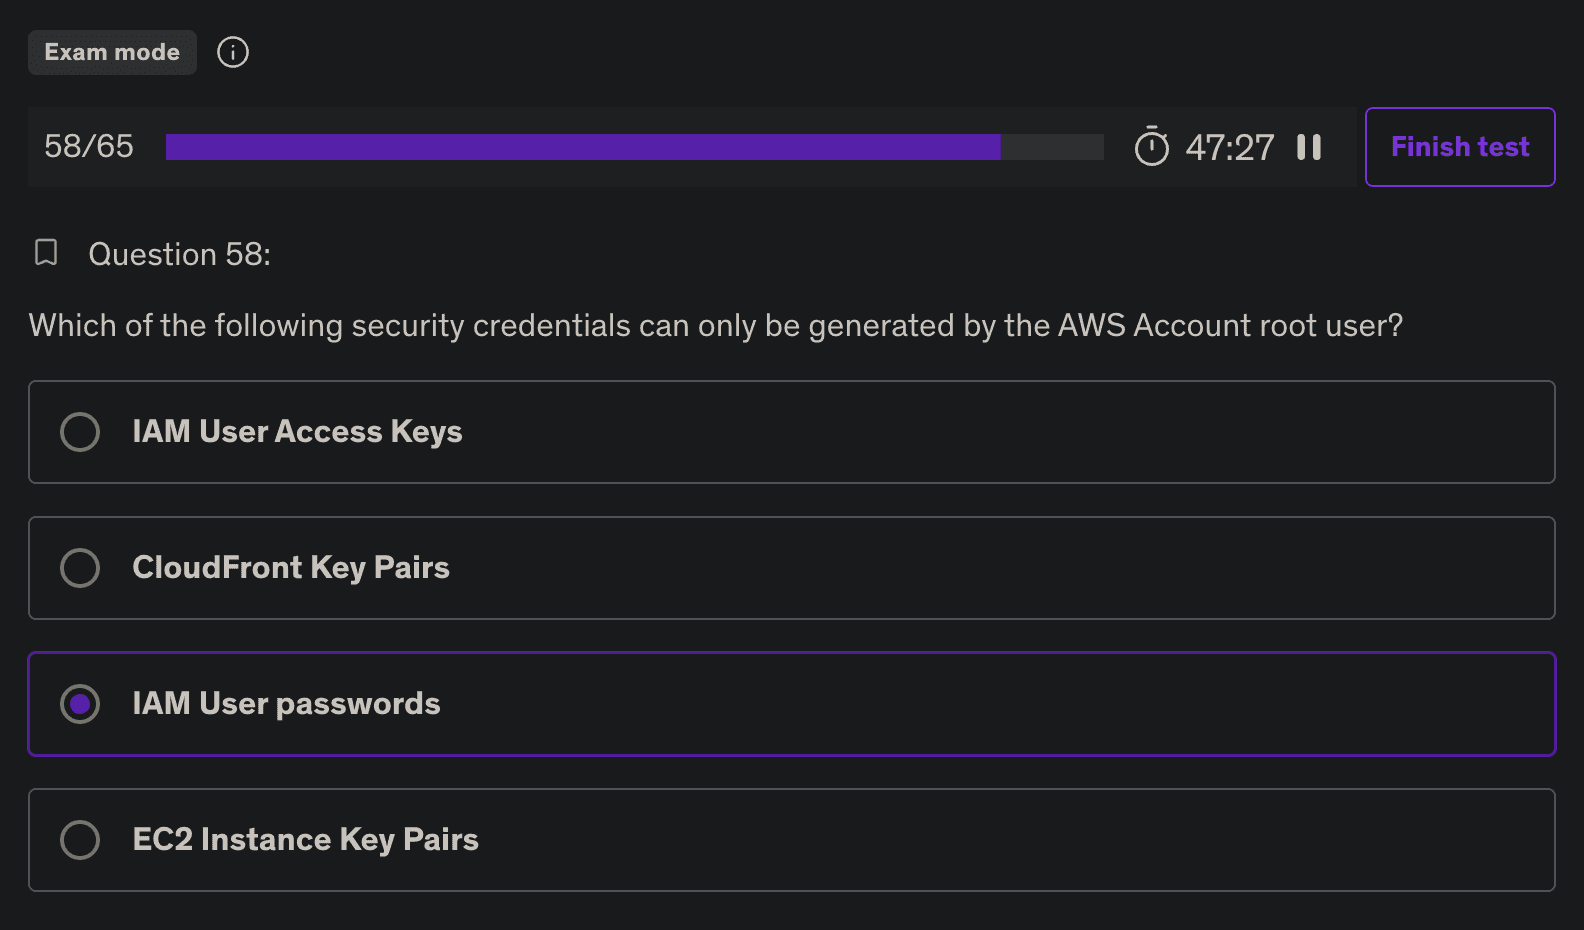 Exam mode
58/65
47:27
Finish test
Question 58:
Which of the following security credentials can only be generated by the AWS Account root user?
IAM User Access Keys
CloudFront Key Pairs
IAM User passwords
EC2 Instance Key Pairs